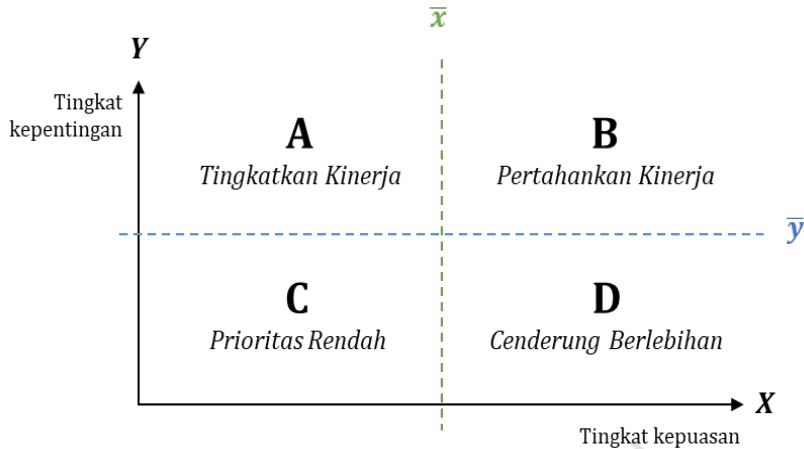 x̅
Y
Tingkat
kepentingan
A
Tingkatkan Kinerja
B
Pertahankan Kinerja
y̅
C
Prioritas Rendah
D
Cenderung Berlebihan
X
Tingkat kepuasan